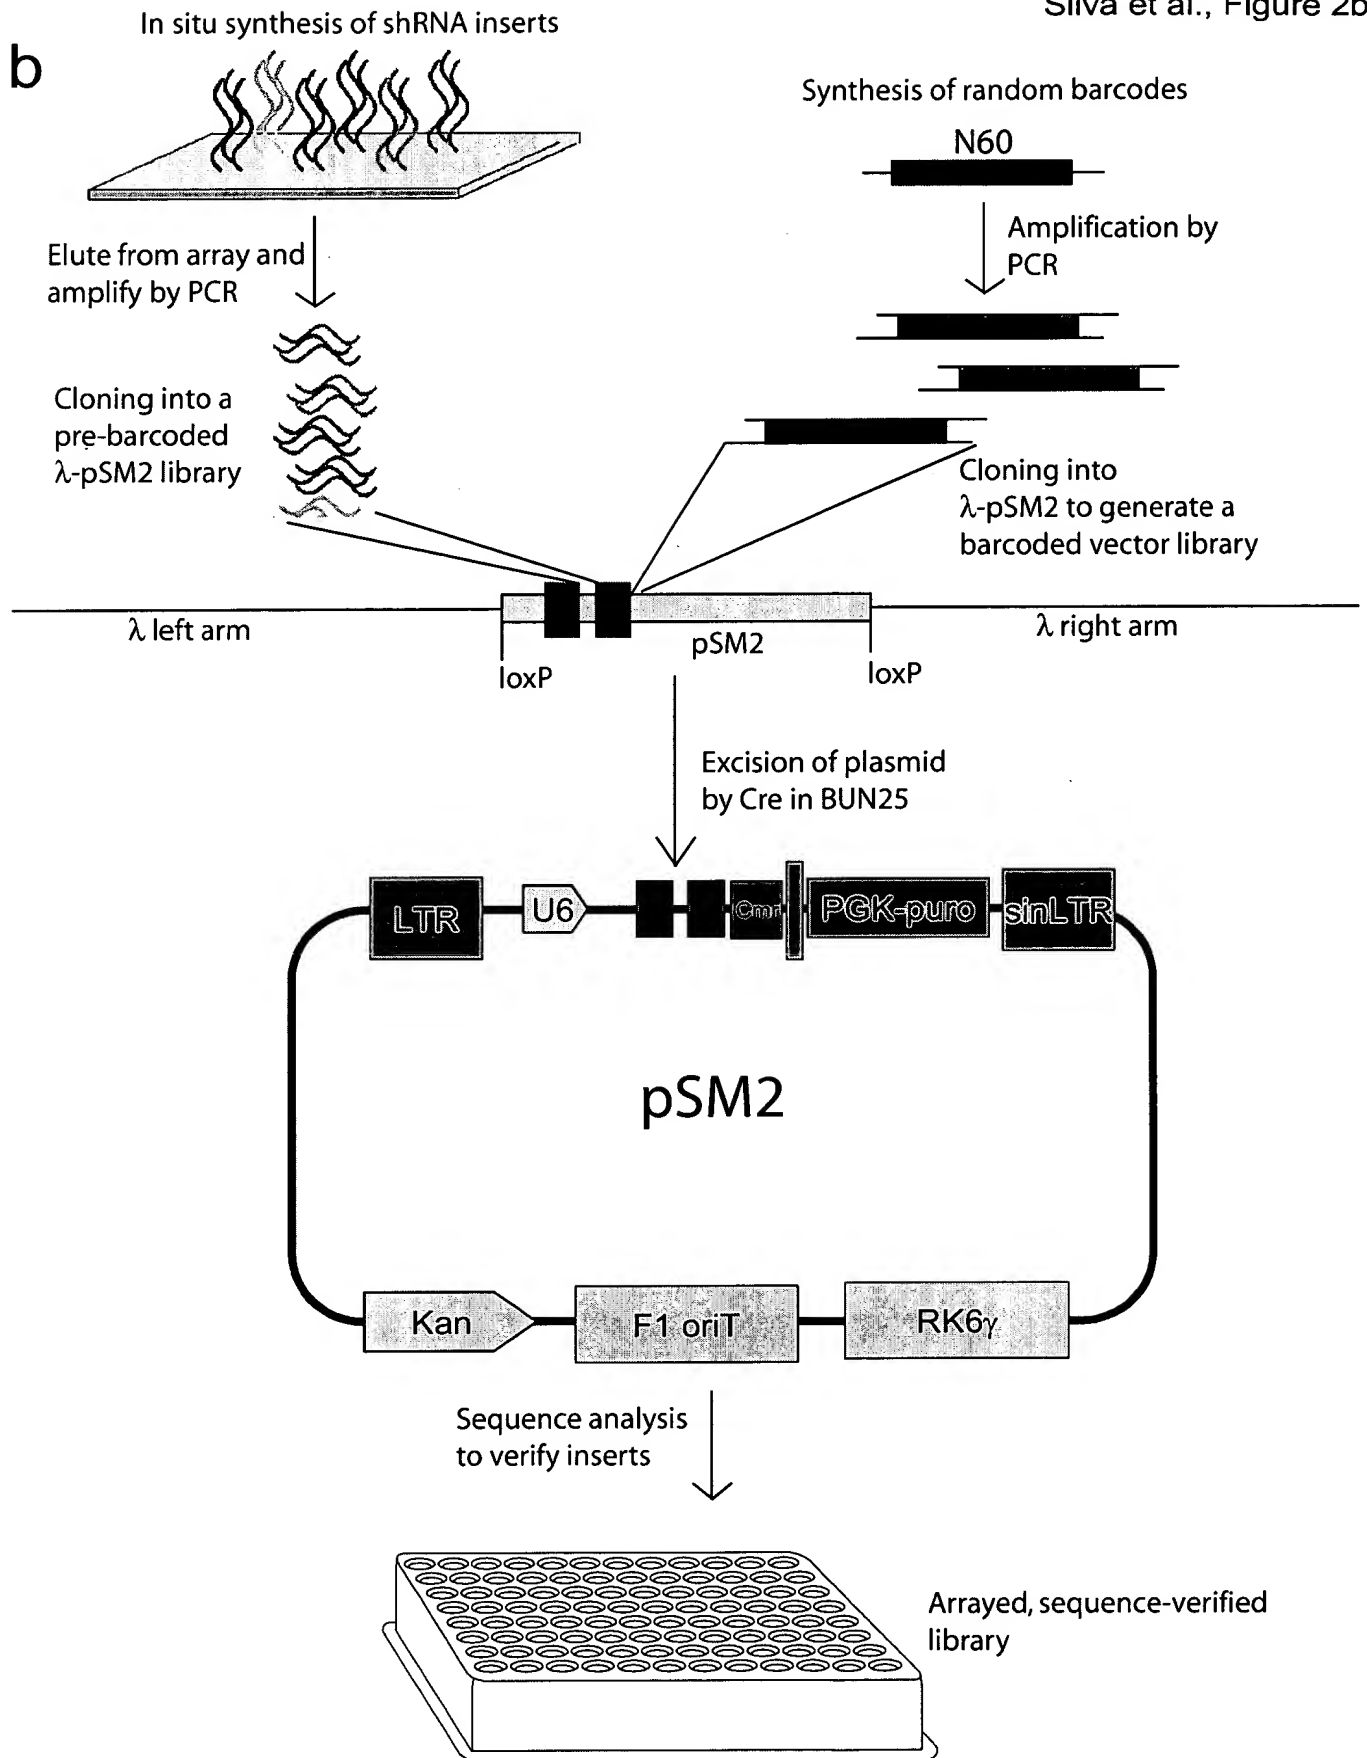 Silva et al., Figure 2b
b
In situ synthesis of shRNA inserts
Synthesis of random barcodes
N60
Elute from array and
amplify by PCR
Amplification by
PCR
Cloning into a
pre-barcoded
λ-pSM2 library
Cloning into
λ-pSM2 to generate a
barcoded vector library
λ left arm
pSM2
λ right arm
loxP
loxP
Excision of plasmid
by Cre in BUN25
LTR
U6
Cmr
PGK-puro
sinLTR
pSM2
Kan
F1 oriT
RK6γ
Sequence analysis
to verify inserts
Arrayed, sequence-verified
library